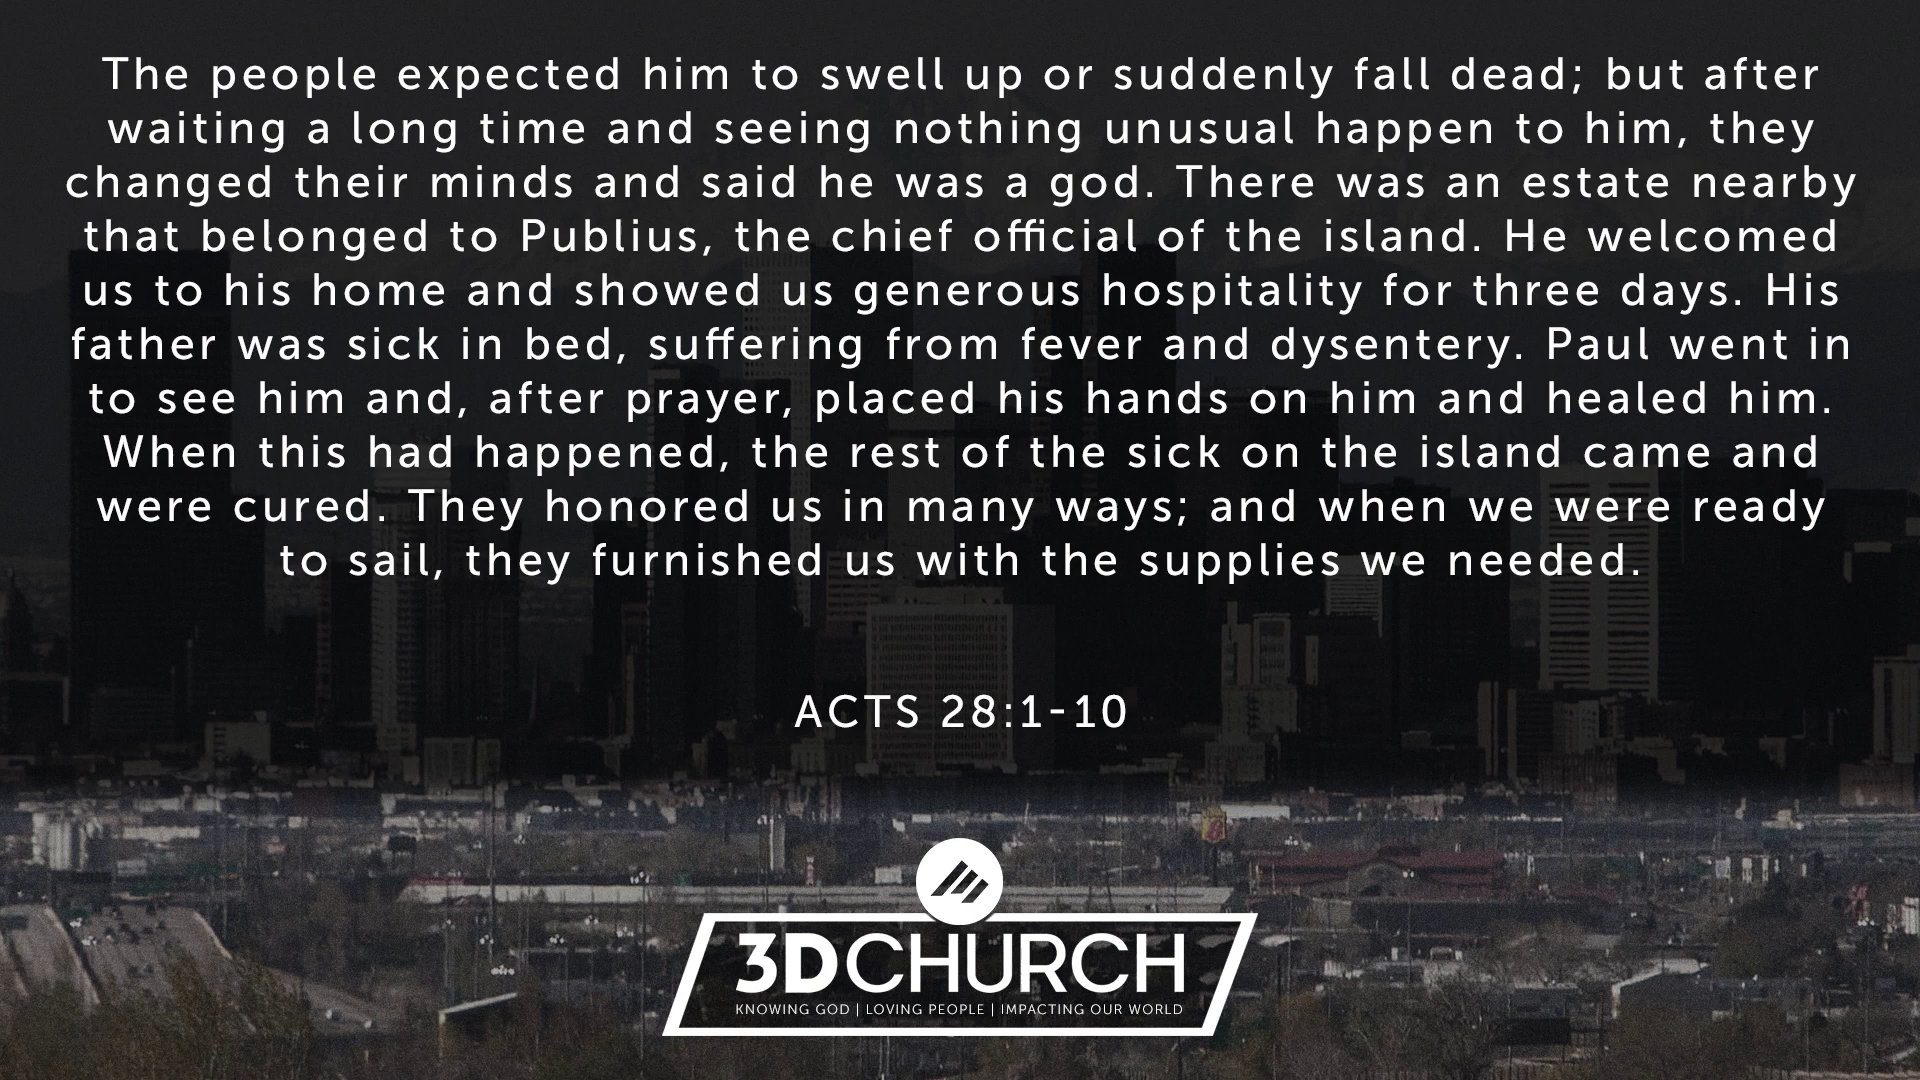 The people expected him to swell up or suddenly fall dead; but after
waiting a long time and seeing nothing unusual happen to him, they
changed their minds and said he was a god. There was an estate nearby
that belonged to Publius, the chief official of the island. He welcomed
us to his home and showed us generous hospitality for three days. His
father was sick in bed, suffering from fever and dysentery. Paul went in
to see him and, after prayer, placed his hands on him and healed him.
When this had happened, the rest of the sick on the island came and
were cured. They honored us in many ways; and when we were ready
to sail, they furnished us with the supplies we needed.
ACTS 28:1-10
3DCHURCH
KNOWING GOD | LOVING PEOPLE | IMPACTING OUR WORLD